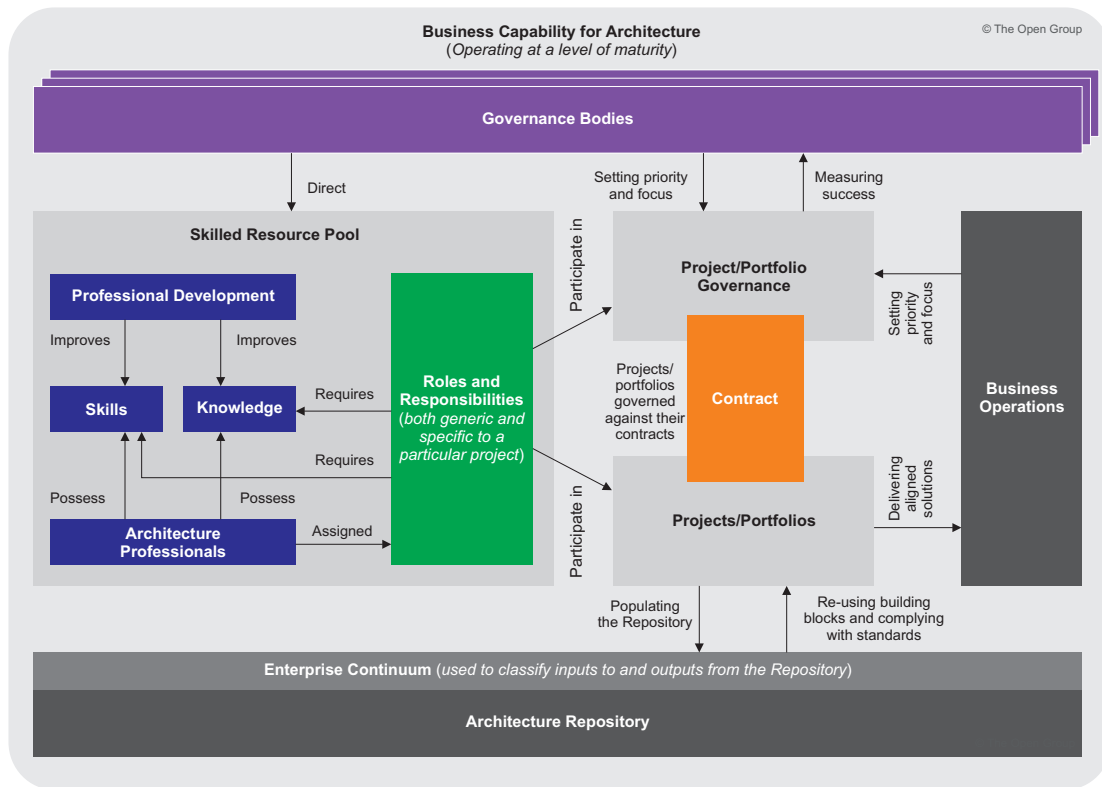 Business Capability for Architecture
(Operating at a level of maturity)
© The Open Group
Governance Bodies
Direct
Setting priority
and focus
Measuring
success
Skilled Resource Pool
Professional Development
Improves
Improves
Skills
Knowledge
Requires
Requires
Possess
Possess
Architecture
Professionals
Assigned
Roles and
Responsibilities
(both generic and
specific to a
particular project)
Participate in
Participate in
Project/Portfolio
Governance
Projects/
portfolios
governed
against their
contracts
Contract
Projects/Portfolios
Setting
priority
and focus
Delivering
aligned
solutions
Business
Operations
Populating
the Repository
Re-using building
blocks and complying
with standards
Enterprise Continuum (used to classify inputs to and outputs from the Repository)
Architecture Repository